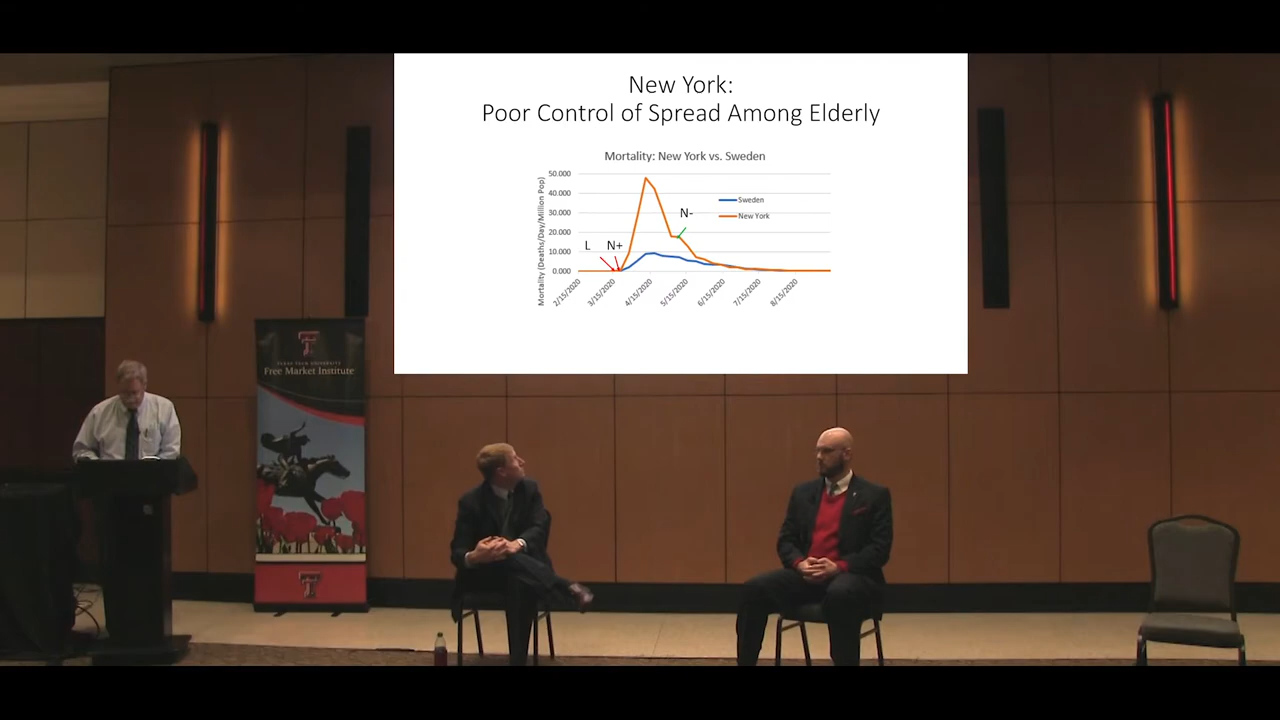 New York:
Poor Control of Spread Among Elderly
Mortality: New York vs. Sweden
Mortality (Deaths/Day/Million Pop)
50.000
40.000
30.000
20.000
10.000
0.000
L
N+
N-
Sweden
New York
2/15/2020
3/15/2020
4/15/2020
5/15/2020
6/15/2020
7/15/2020
8/15/2020
TEXAS TECH UNIVERSITY
Free Market Institute